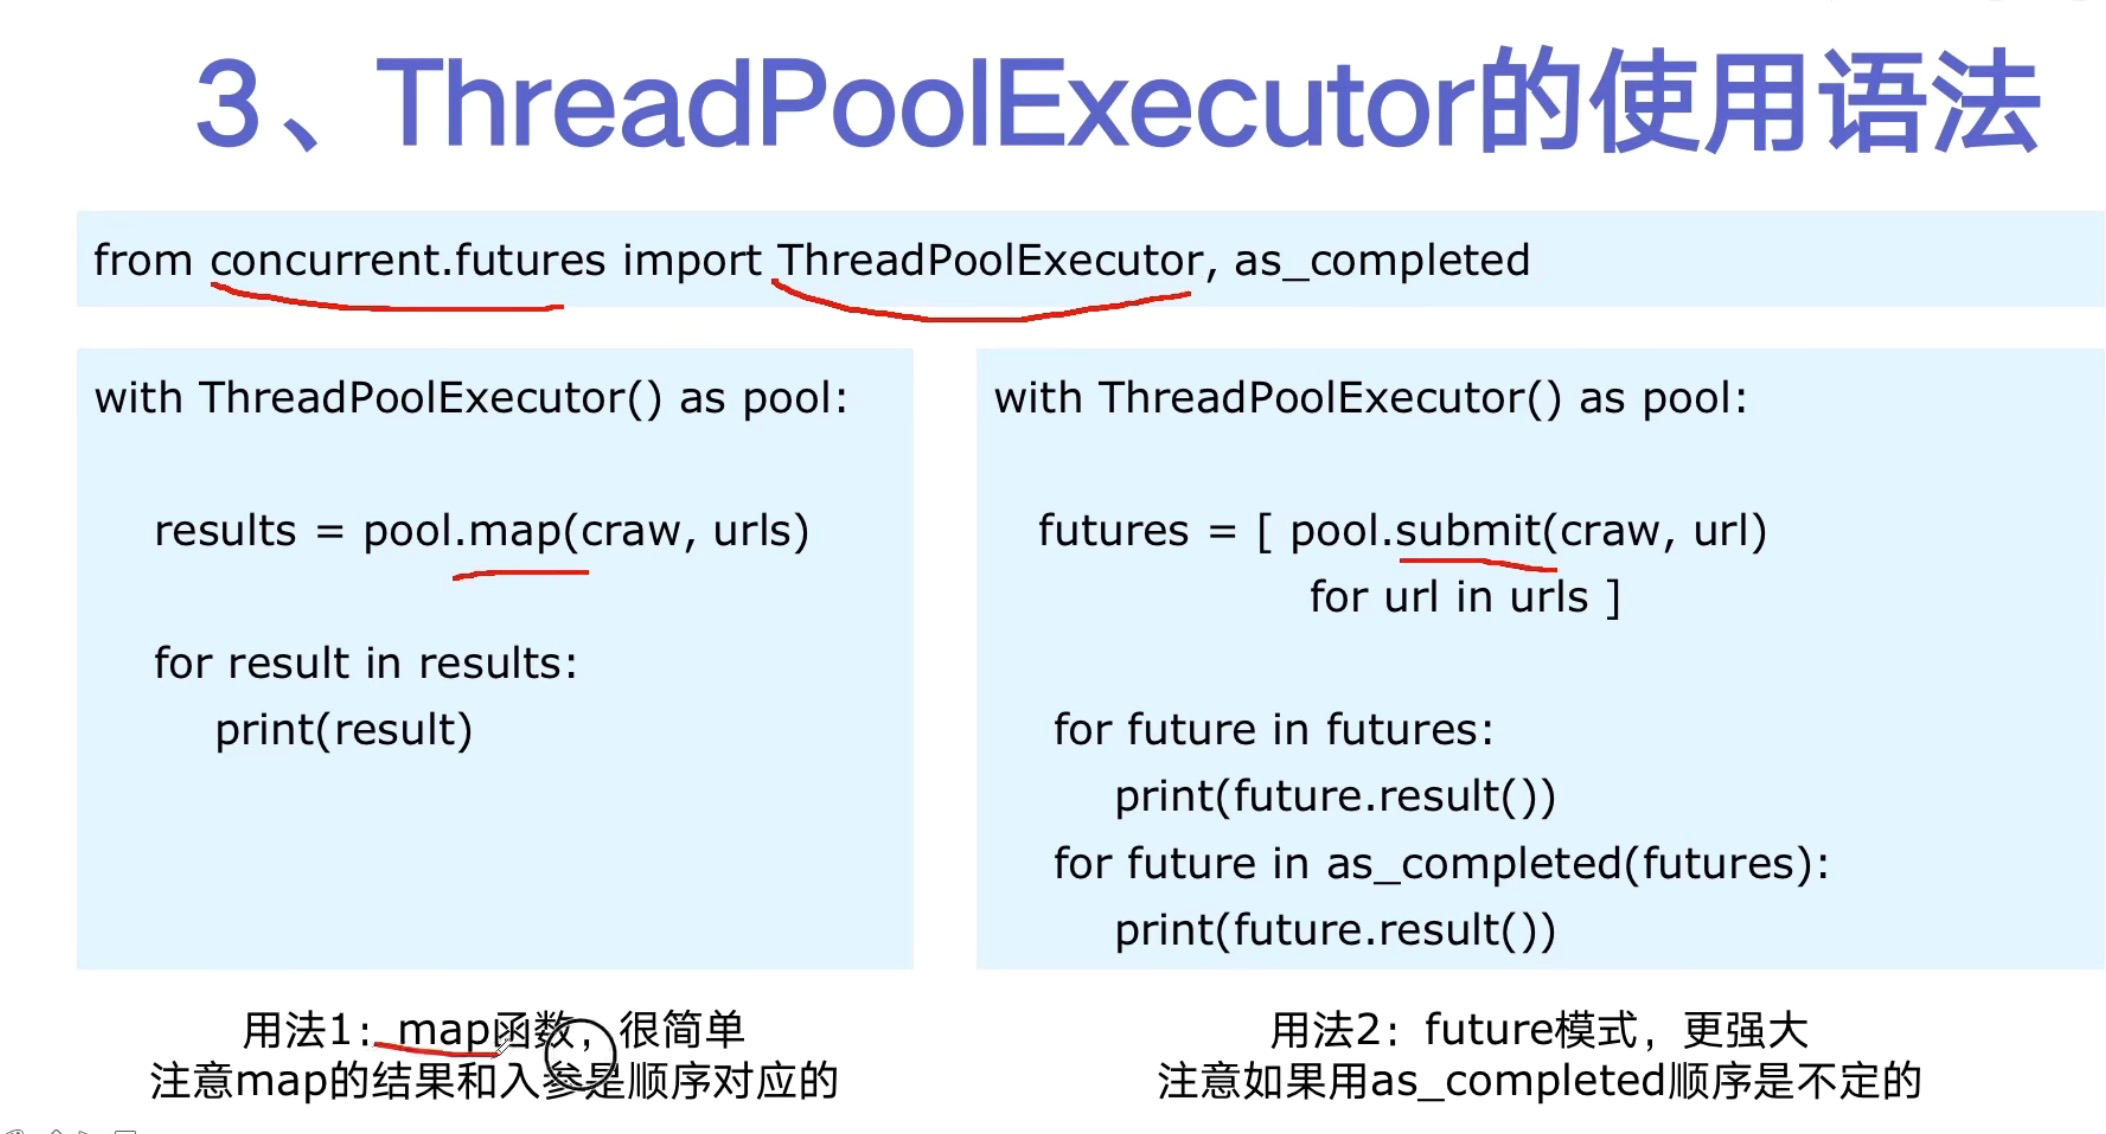 3、ThreadPoolExecutor的使用语法
from concurrent.futures import ThreadPoolExecutor, as_completed
with ThreadPoolExecutor() as pool:
results = pool.map(craw, urls)
for result in results:
print(result)
用法1：map函数，很简单
注意map的结果和入参是顺序对应的
with ThreadPoolExecutor() as pool:
futures = [ pool.submit(craw, url)
for url in urls ]
for future in futures:
print(future.result())
for future in as_completed(futures):
print(future.result())
用法2：future模式，更强大
注意如果用as_completed顺序是不定的